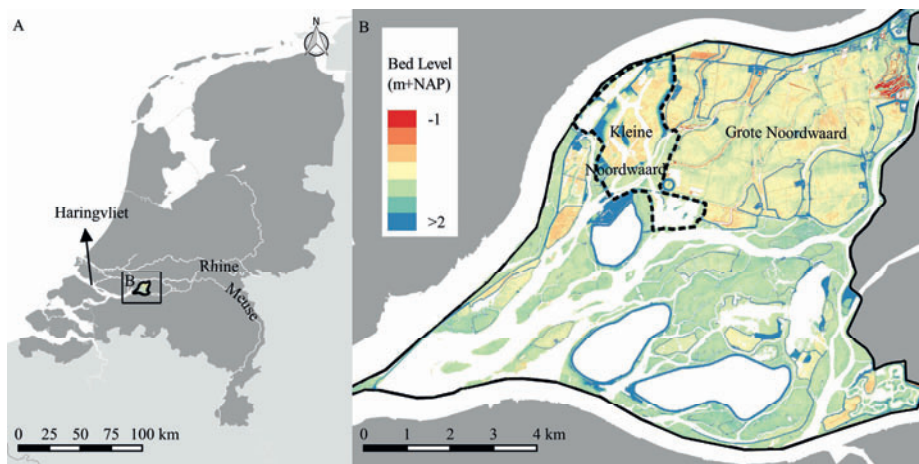 A
N
Haringvliet
B
Rhine
Meuse
0 25 50 75 100 km
B
Bed Level
(m+NAP)
-1
>2
Kleine
Noordwaard
Grote Noordwaard
0 1 2 3 4 km